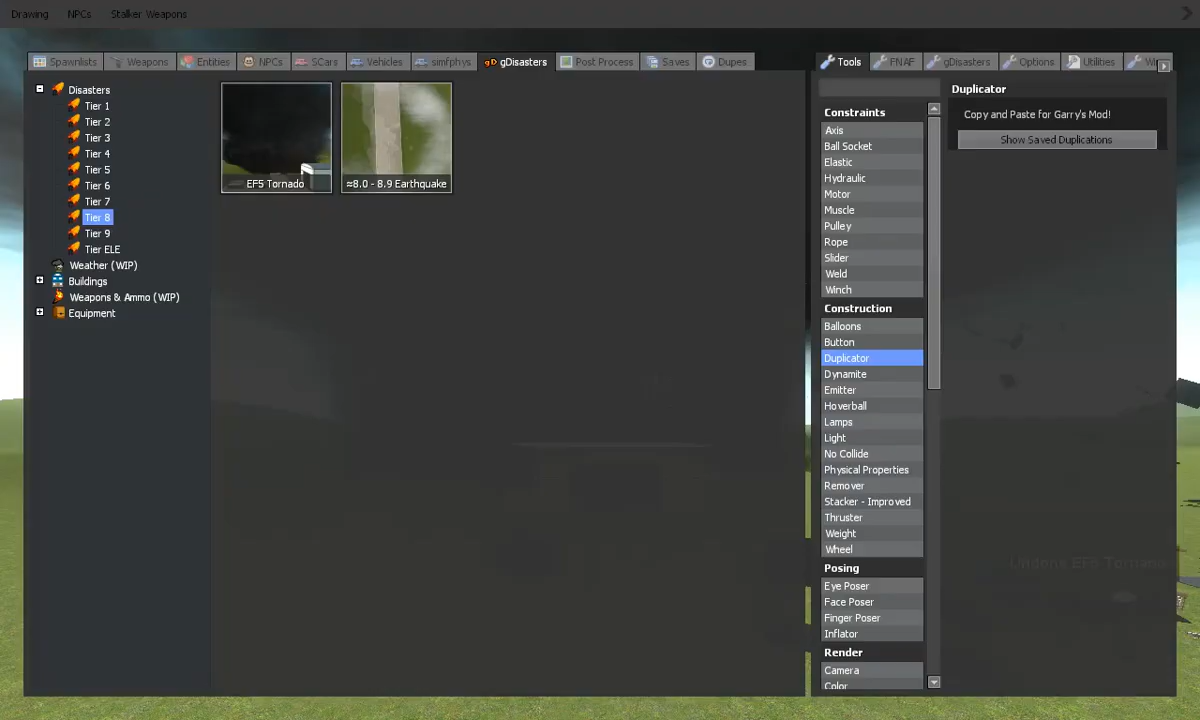 Drawing NPCs Stalker Weapons
Spawnlists Weapons Entities NPCs SCars Vehicles simfphys gD gDisasters Post Process Saves Dupes
Tools FNAF gDisasters Options Utilities
Disasters
Tier 1
Tier 2
Tier 3
Tier 4
Tier 5
Tier 6
Tier 7
Tier 8
Tier 9
Tier ELE
Weather (WIP)
Buildings
Weapons & Ammo (WIP)
Equipment
EF5 Tornado
≈8.0 - 8.9 Earthquake
Constraints
Axis
Ball Socket
Elastic
Hydraulic
Motor
Muscle
Pulley
Rope
Slider
Weld
Winch
Construction
Balloons
Button
Duplicator
Dynamite
Emitter
Hoverball
Lamps
Light
No Collide
Physical Properties
Remover
Stacker - Improved
Thruster
Weight
Wheel
Posing
Eye Poser
Face Poser
Finger Poser
Inflator
Render
Camera
Color
Duplicator
Copy and Paste for Garry's Mod!
Show Saved Duplications
Undone EF5 Tornado